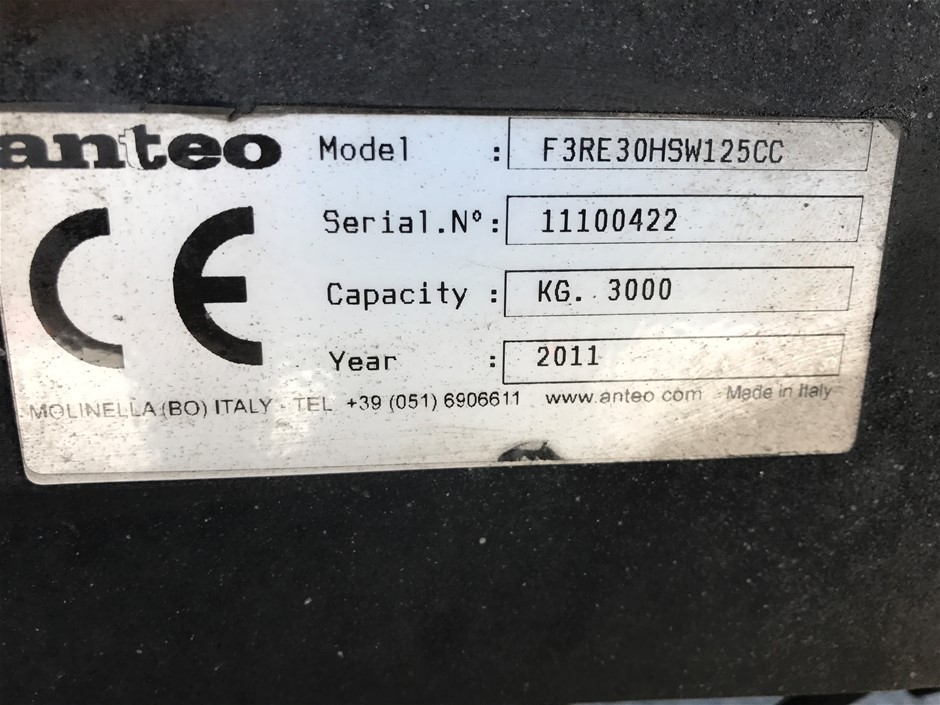 anteo
Model : F3RE30HSW125CC
Serial.N° : 11100422
Capacity : KG. 3000
Year : 2011
CE
MOLINELLA (BO) ITALY - TEL +39 (051) 6906611 www.anteo.com Made in Italy